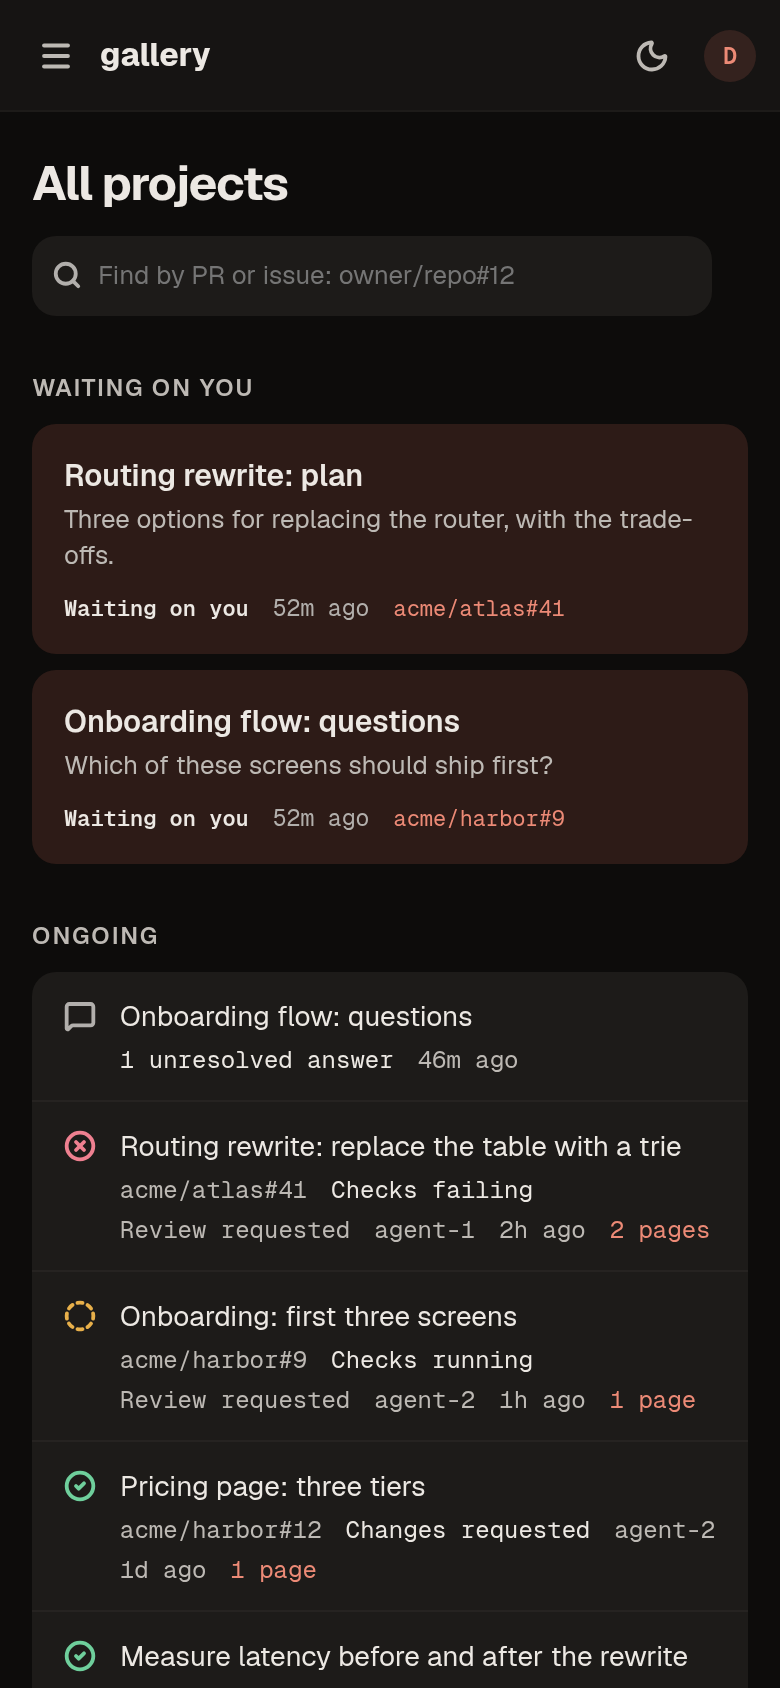 gallery
D
All projects
Find by PR or issue: owner/repo#12
WAITING ON YOU
Routing rewrite: plan
Three options for replacing the router, with the trade-
offs.
Waiting on you 52m ago acme/atlas#41
Onboarding flow: questions
Which of these screens should ship first?
Waiting on you 52m ago acme/harbor#9
ONGOING
Onboarding flow: questions
1 unresolved answer 46m ago
Routing rewrite: replace the table with a trie
acme/atlas#41 Checks failing
Review requested agent-1 2h ago 2 pages
Onboarding: first three screens
acme/harbor#9 Checks running
Review requested agent-2 1h ago 1 page
Pricing page: three tiers
acme/harbor#12 Changes requested agent-2
1d ago 1 page
Measure latency before and after the rewrite